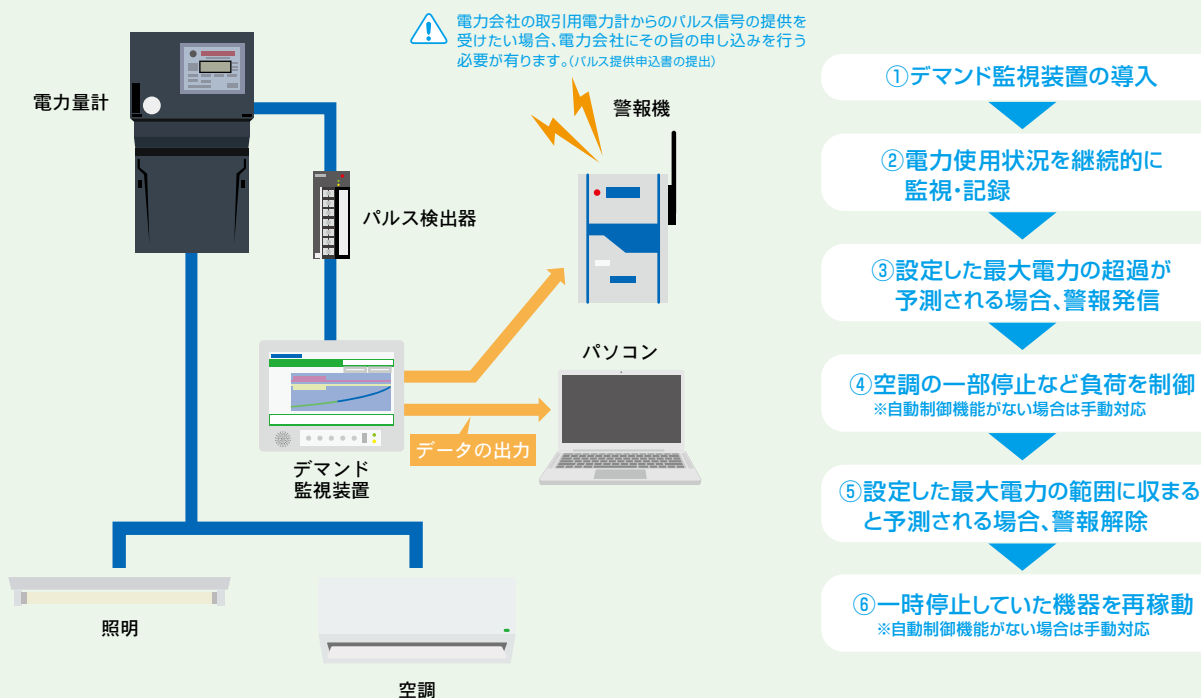 電力会社の取引用電力計からのパルス信号の提供を
受けたい場合、電力会社にその旨の申し込みを行う
必要が有ります。(パルス提供申込書の提出)
電力量計
パルス検出器
警報機
パソコン
データの出力
デマンド
監視装置
照明
空調
①デマンド監視装置の導入
②電力使用状況を継続的に
監視・記録
③設定した最大電力の超過が
予測される場合、警報発信
④空調の一部停止など負荷を制御
※自動制御機能がない場合は手動対応
⑤設定した最大電力の範囲に収まる
と予測される場合、警報解除
⑥一時停止していた機器を再稼動
※自動制御機能がない場合は手動対応